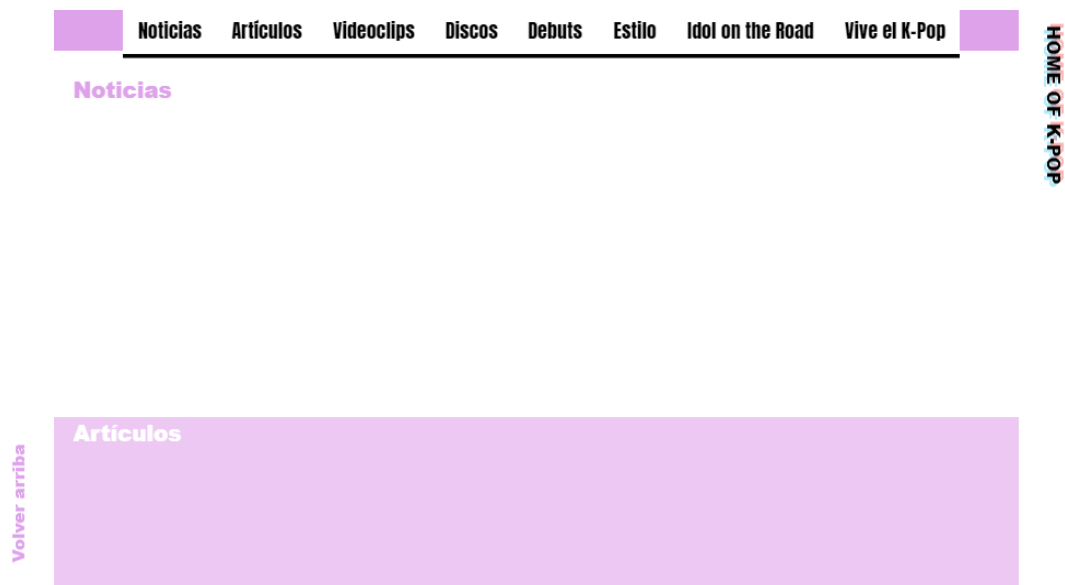 Noticias Artículos Videoclips Discos Debuts Estilo Idol on the Road Vive el K-Pop
HOME OF K-POP
Noticias
Artículos
Volver arriba